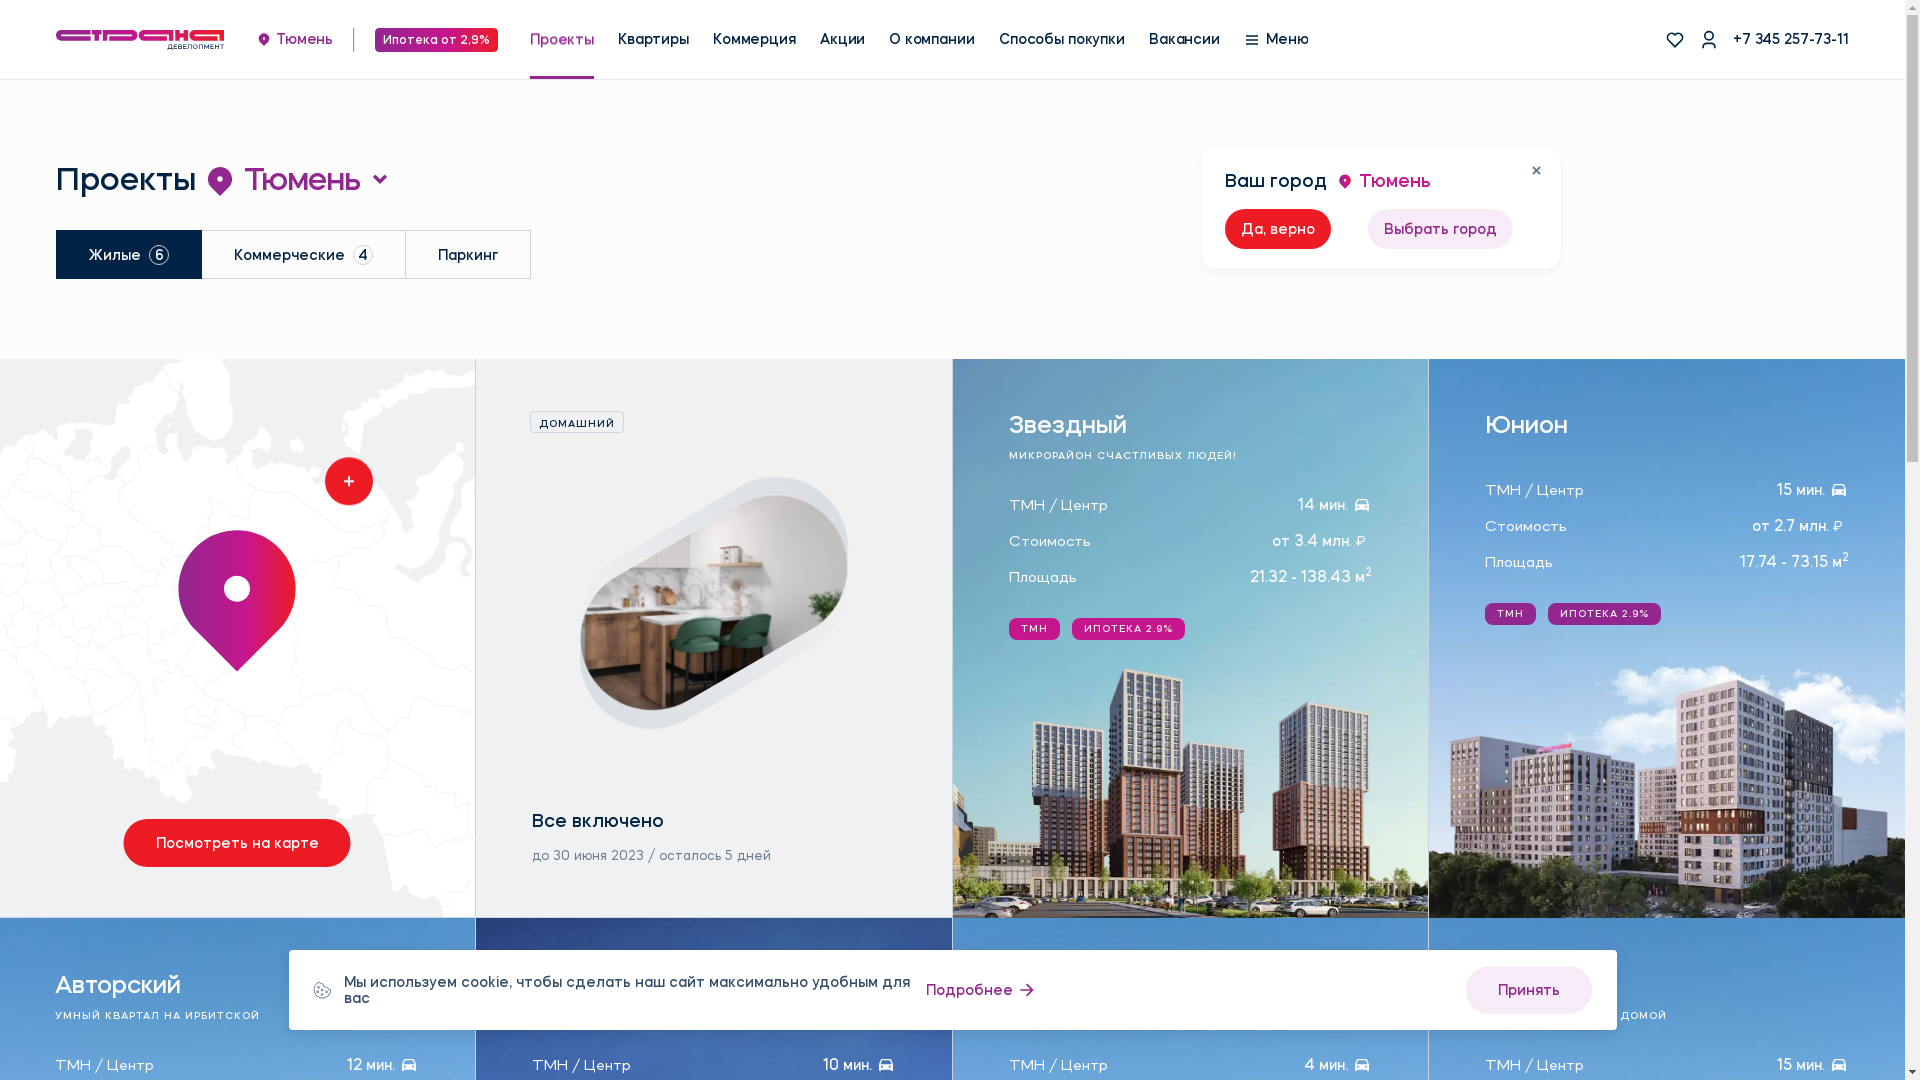 страна
ДЕВЕЛОПМЕНТ
Тюмень
Ипотека от 2,9%
Проекты
Квартиры
Коммерция
Акции
О компании
Способы покупки
Вакансии
Меню
+7 345 257-73-11
Проекты Тюмень
Ваш город Тюмень
Да, верно
Выбрать город
Жилые 6
Коммерческие 4
Паркинг
Посмотреть на карте
ДОМАШНИЙ
Все включено
до 30 июня 2023 / осталось 5 дней
Звездный
МИКРОРАЙОН СЧАСТЛИВЫХ ЛЮДЕЙ!
ТМН / Центр 14 мин.
Стоимость от 3.4 млн. ₽
Площадь 21.32 - 138.43 м2
ТМН ИПОТЕКА 2.9%
Юнион
ТМН / Центр 15 мин.
Стоимость от 2.7 млн. ₽
Площадь 17.74 - 73.15 м2
ТМН ИПОТЕКА 2.9%
Авторский
УМНЫЙ КВАРТАЛ НА ИРБИТСКОЙ
ТМН / Центр 12 мин.
ТМН / Центр 10 мин.
ТМН / Центр 4 мин.
ДОМОЙ
ТМН / Центр 15 мин.
Мы используем cookie, чтобы сделать наш сайт максимально удобным для
вас
Подробнее
Принять